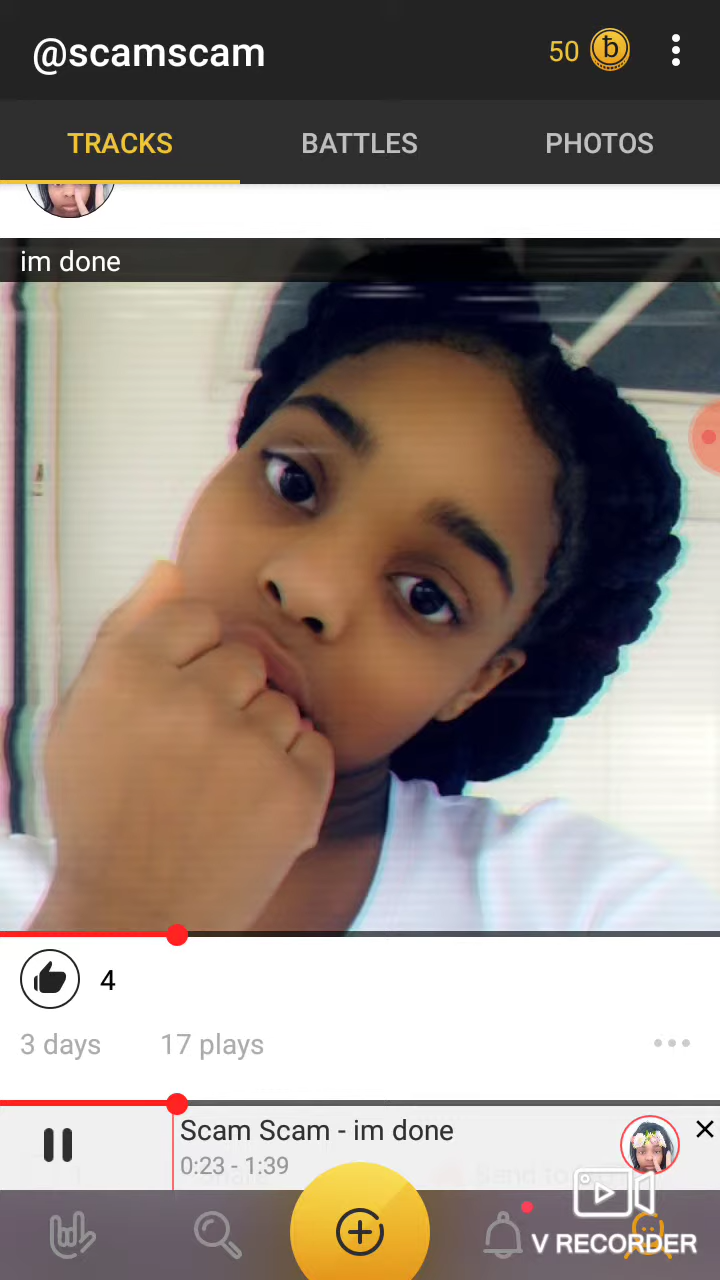 @scamscam
50
TRACKS
BATTLES
PHOTOS
im done
4
3 days
17 plays
Scam Scam - im done
0:23 - 1:39
V RECORDER